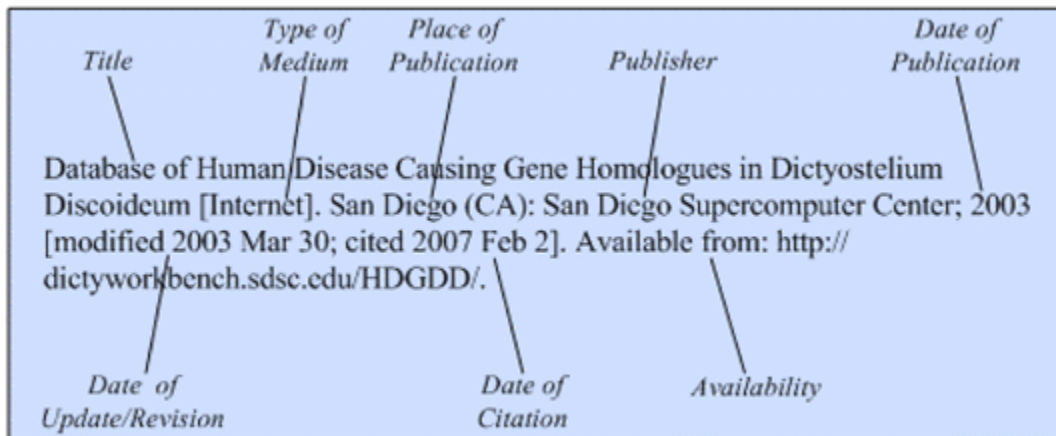 Title
Type of
Medium
Place of
Publication
Publisher
Date of
Publication
Database of Human Disease Causing Gene Homologues in Dictyostelium
Discoideum [Internet]. San Diego (CA): San Diego Supercomputer Center; 2003
[modified 2003 Mar 30; cited 2007 Feb 2]. Available from: http://
dictyworkbench.sdsc.edu/HDGDD/.
Date of
Update/Revision
Date of
Citation
Availability